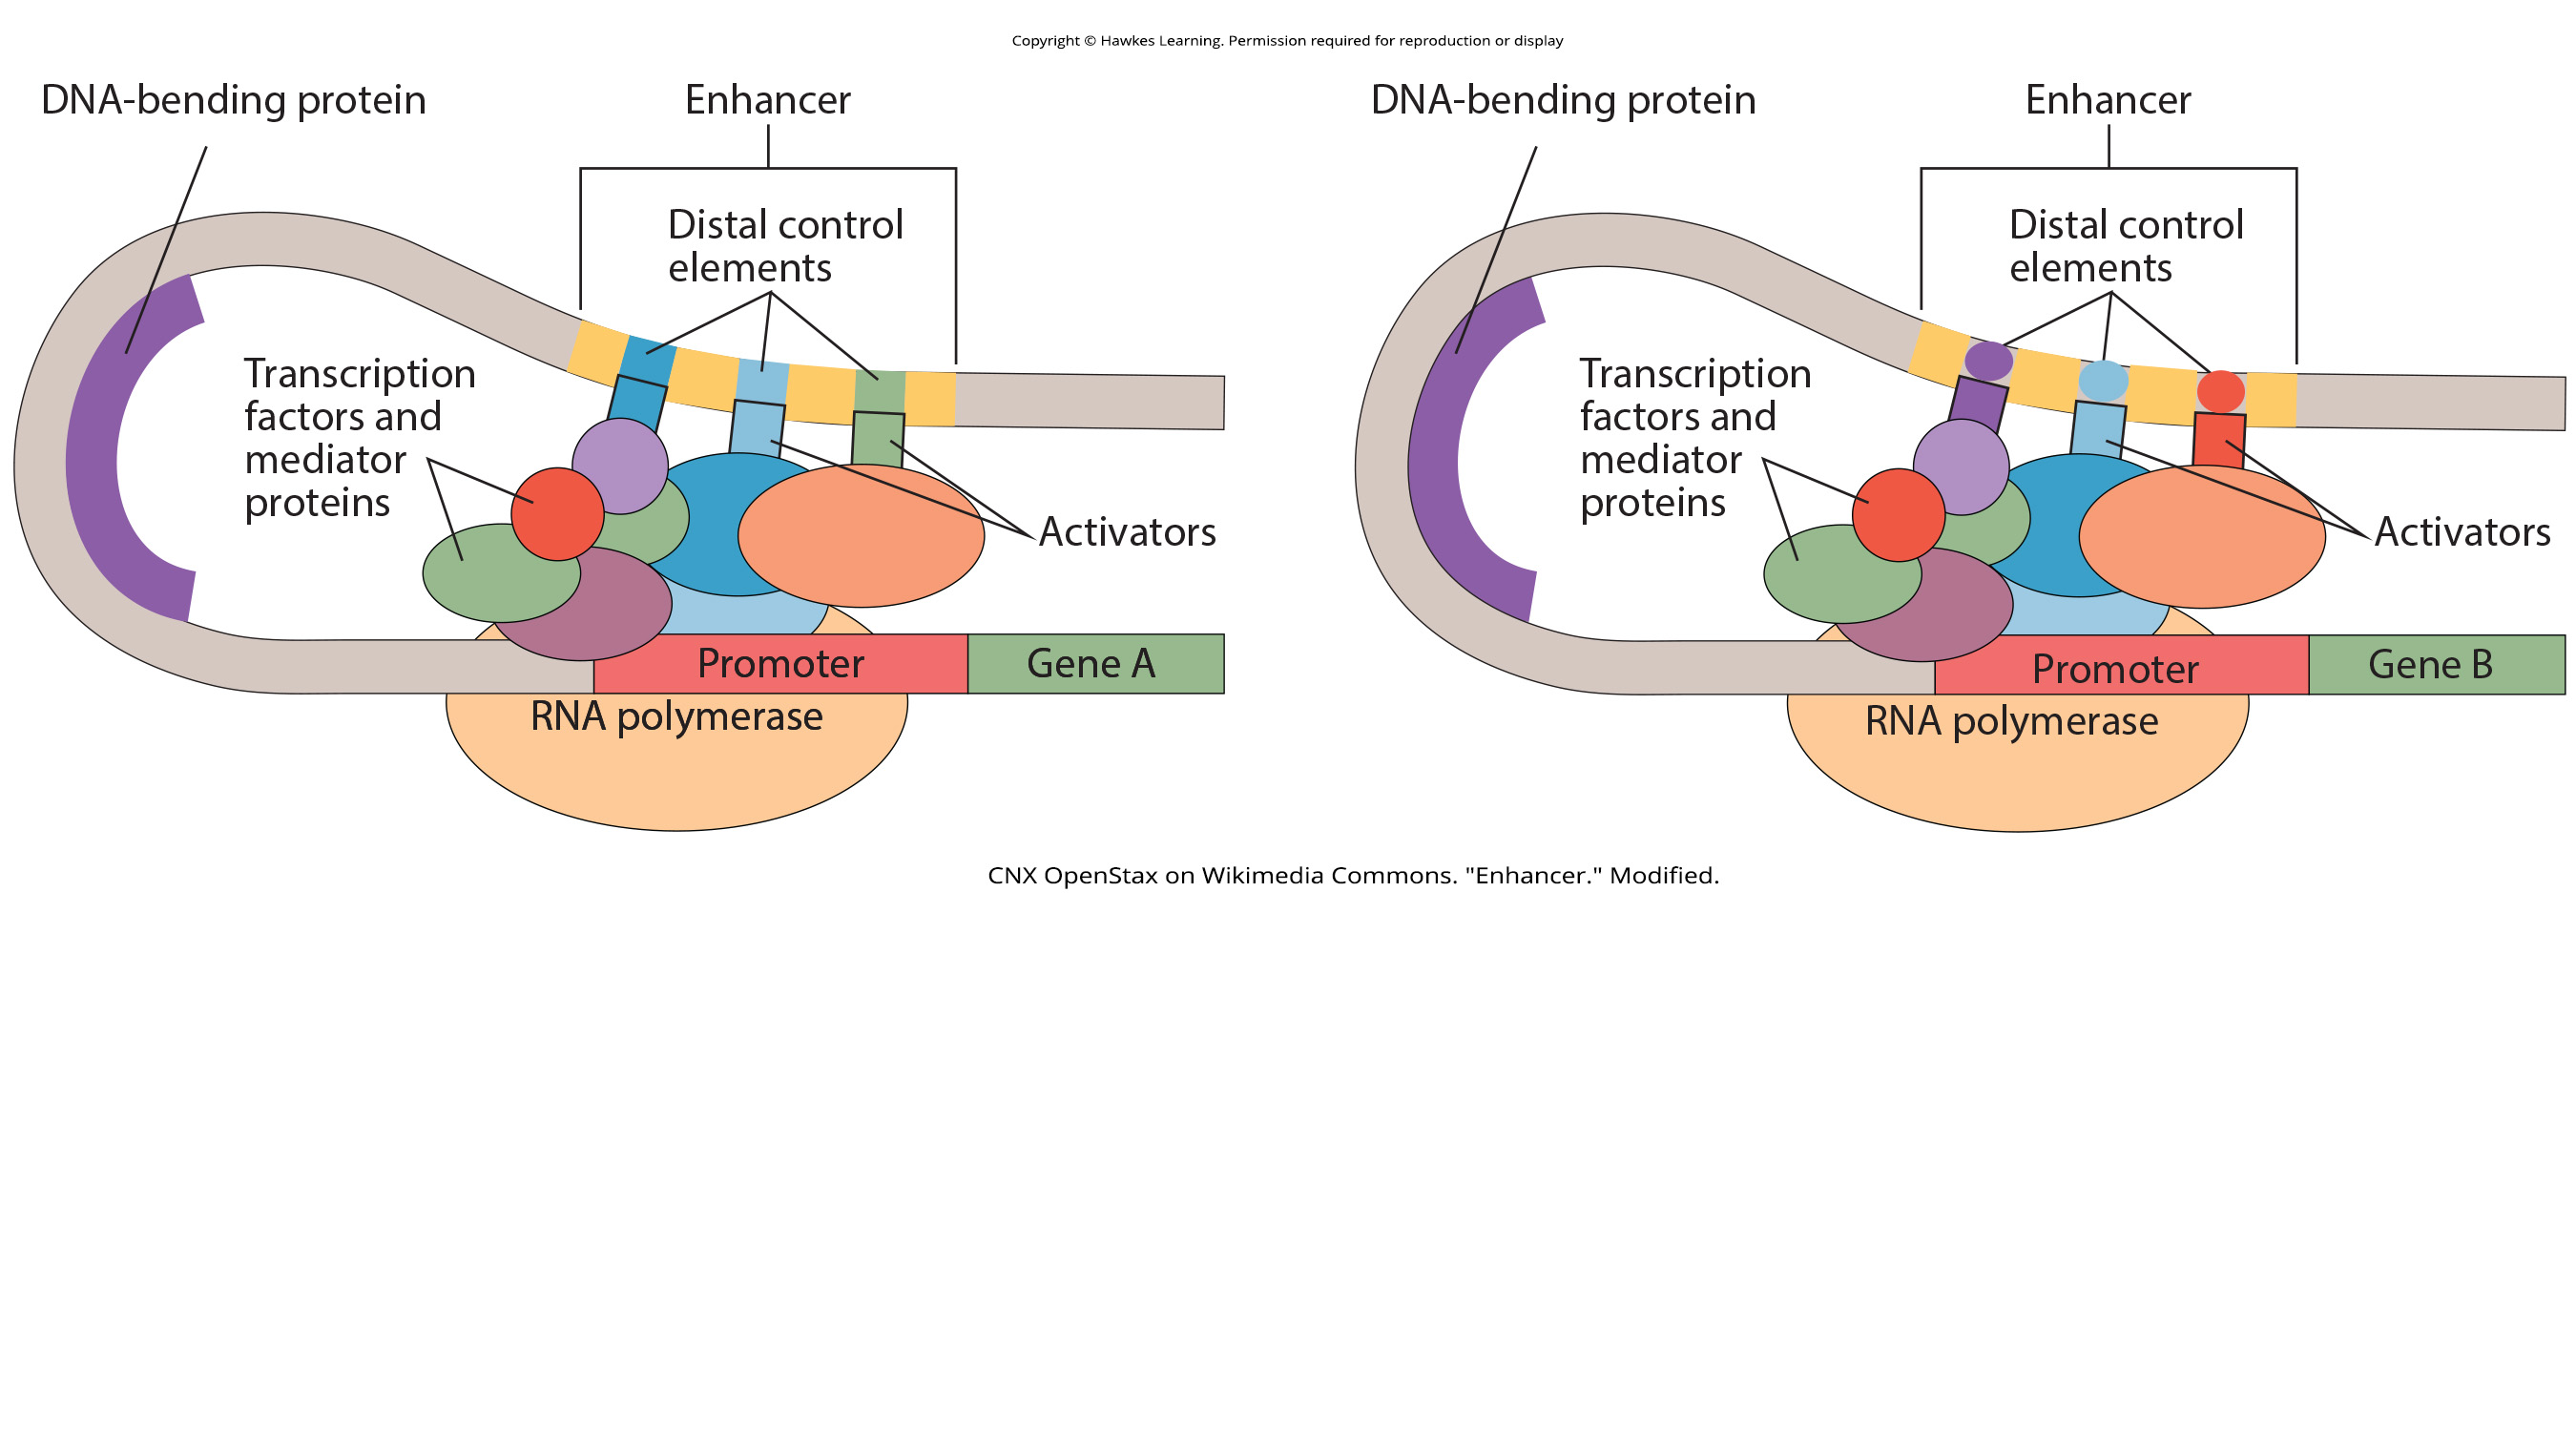 Copyright © Hawkes Learning. Permission required for reproduction or display
DNA-bending protein
Enhancer
Distal control
elements
Transcription
factors and
mediator
proteins
Activators
Promoter
Gene A
RNA polymerase
DNA-bending protein
Enhancer
Distal control
elements
Transcription
factors and
mediator
proteins
Activators
Promoter
Gene B
RNA polymerase
CNX OpenStax on Wikimedia Commons. "Enhancer." Modified.